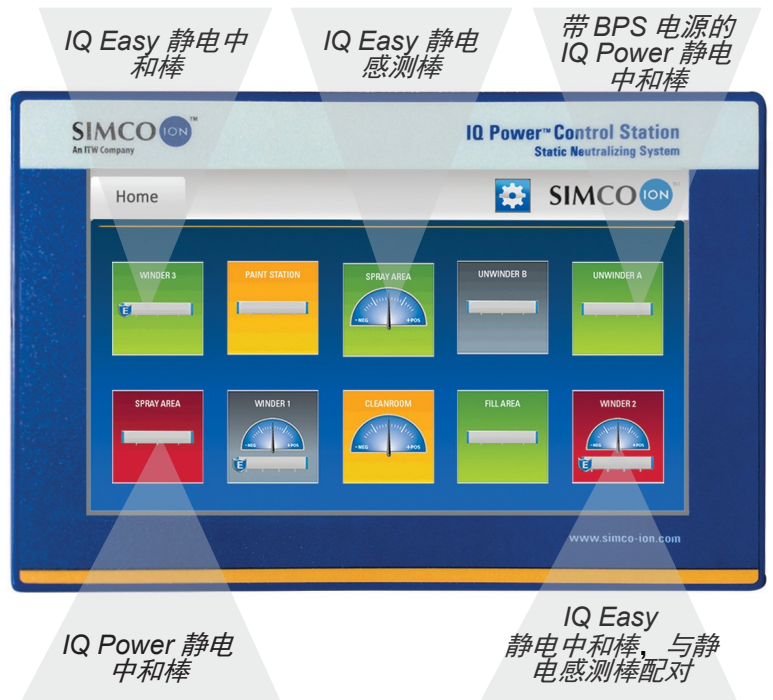 IQ Easy 静电中
和棒
IQ Easy 静电
感测棒
带 BPS 电源的
IQ Power 静电
中和棒
SIMCO ION™
An ITW Company
IQ Power™ Control Station
Static Neutralizing System
Home
SIMCO ION
WINDER 3
E
PAINT STATION
SPRAY AREA
-NEG +POS
UNWINDER B
UNWINDER A
SPRAY AREA
WINDER 1
-NEG +POS
E
CLEANROOM
-NEG +POS
FILL AREA
WINDER 2
-NEG +POS
E
www.simco-ion.com
IQ Power 静电
中和棒
IQ Easy
静电中和棒, 与静
电感测棒配对